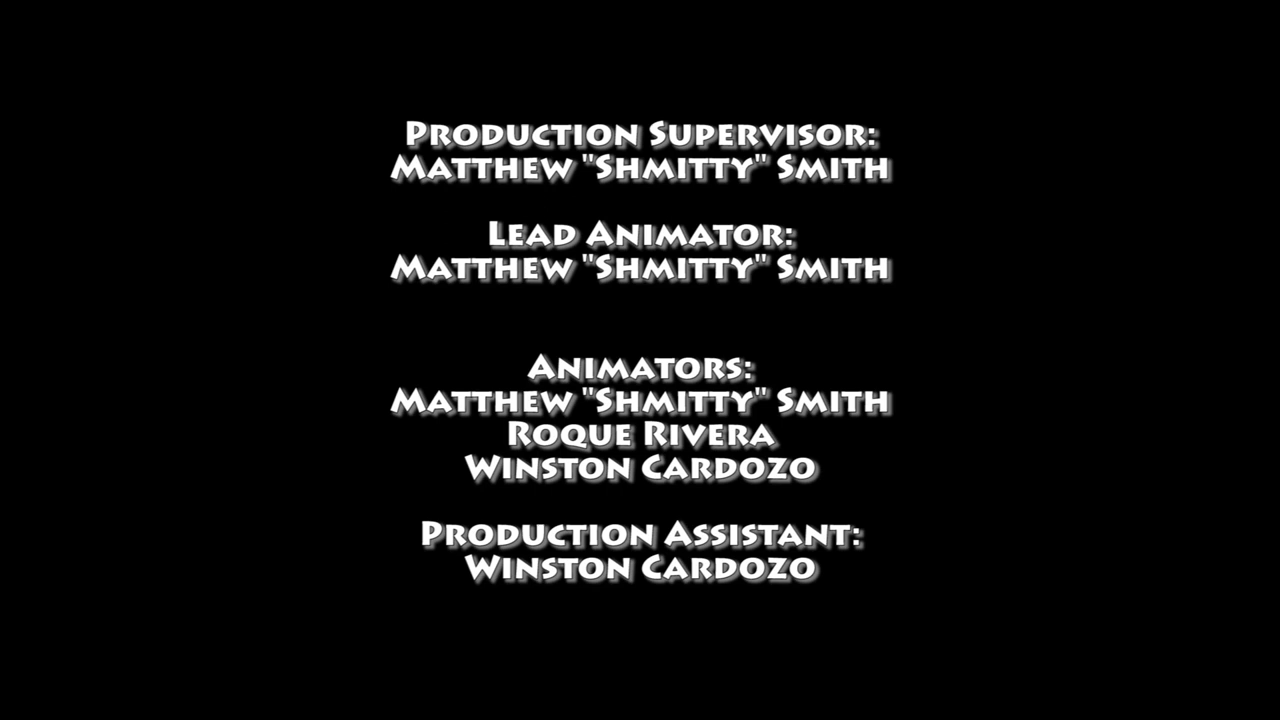 Production Supervisor:
Matthew "Shmitty" Smith
Lead Animator:
Matthew "Shmitty" Smith
Animators:
Matthew "Shmitty" Smith
Roque Rivera
Winston Cardozo
Production Assistant:
Winston Cardozo